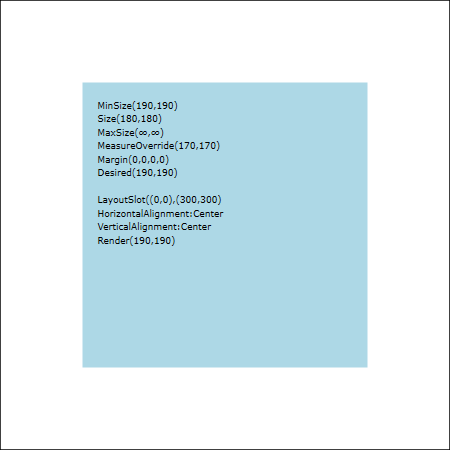 MinSize(190,190)
Size(180,180)
MaxSize(∞,∞)
MeasureOverride(170,170)
Margin(0,0,0,0)
Desired(190,190)
LayoutSlot((0,0),(300,300)
HorizontalAlignment:Center
VerticalAlignment:Center
Render(190,190)